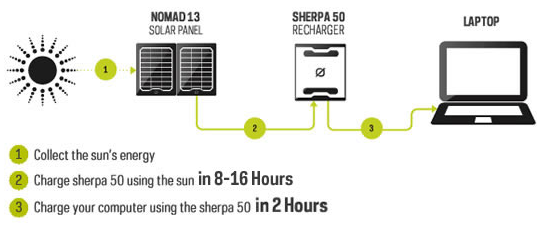 NOMAD 13
SOLAR PANEL
SHERPA 50
RECHARGER
LAPTOP
1
2
3
1 Collect the sun's energy
2 Charge sherpa 50 using the sun in 8-16 Hours
3 Charge your computer using the sherpa 50 in 2 Hours